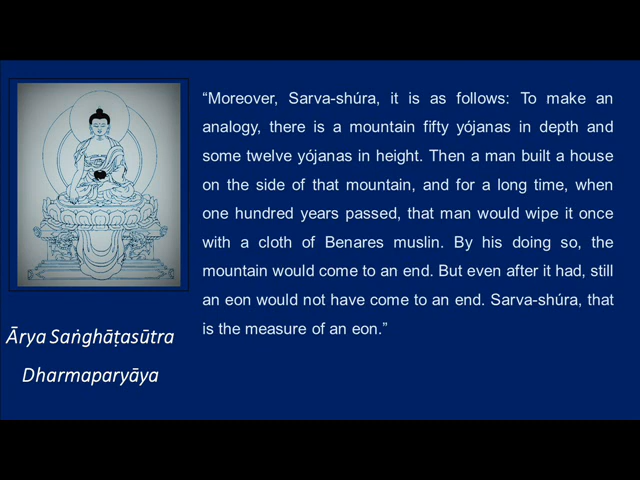 “Moreover, Sarva-shúra, it is as follows: To make an
analogy, there is a mountain fifty yójanas in depth and
some twelve yójanas in height. Then a man built a house
on the side of that mountain, and for a long time, when
one hundred years passed, that man would wipe it once
with a cloth of Benares muslin. By his doing so, the
mountain would come to an end. But even after it had, still
an eon would not have come to an end. Sarva-shúra, that
is the measure of an eon.”
Ārya Saṅghāṭasūtra
Dharmaparyāya